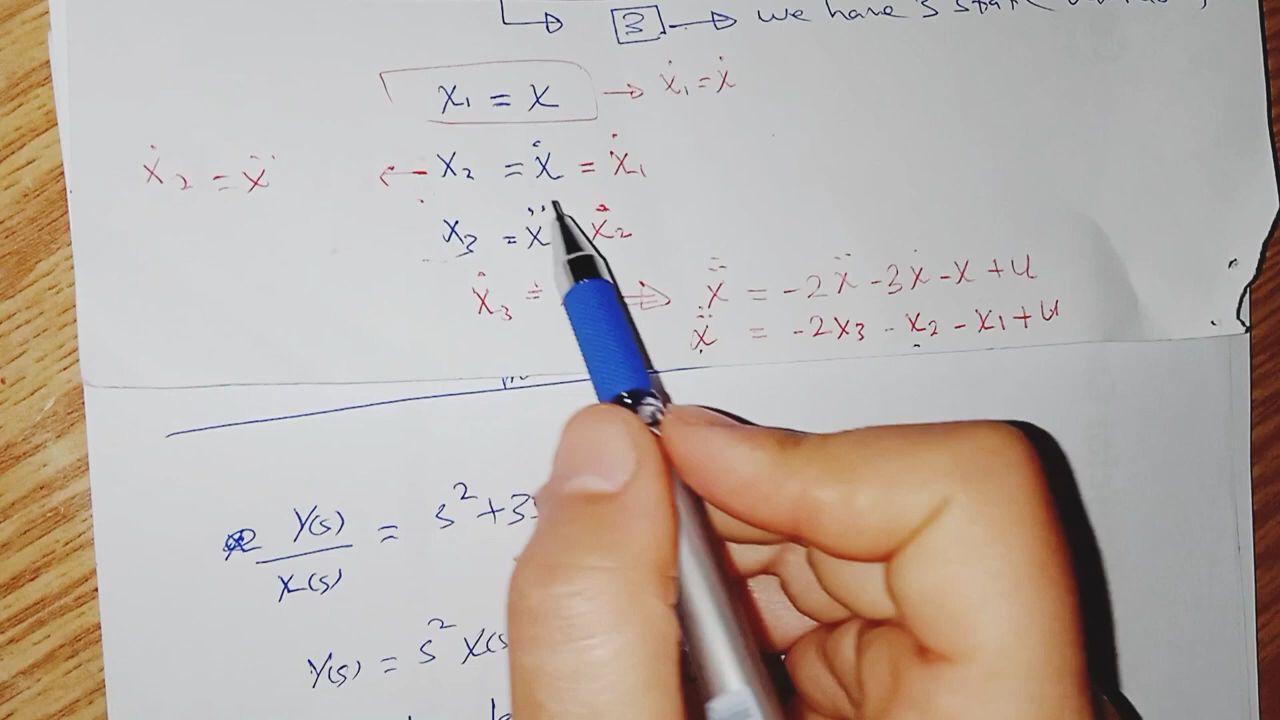 3 → we have 3
x₁ = x → ẋ₁ = ẋ
ẋ₂ = ẍ ← x₂ = ẋ = ẋ₁
x₃ = ẍ ẋ₂
ẋ₃ = ⇒ x⃛ = -2ẍ -3ẋ -x +u
x⃛ = -2x₃ - x₂ - x₁ + u
Y(s)/X(s) = s² + 3
Y(s) = s² X(s